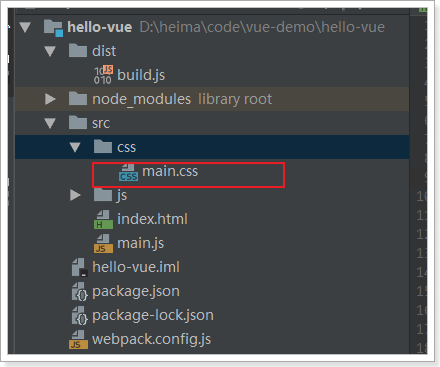 hello-vue D:\heima\code\vue-demo\hello-vue
dist
build.js
node_modules library root
src
css
main.css
js
index.html
main.js
hello-vue.iml
package.json
package-lock.json
webpack.config.js